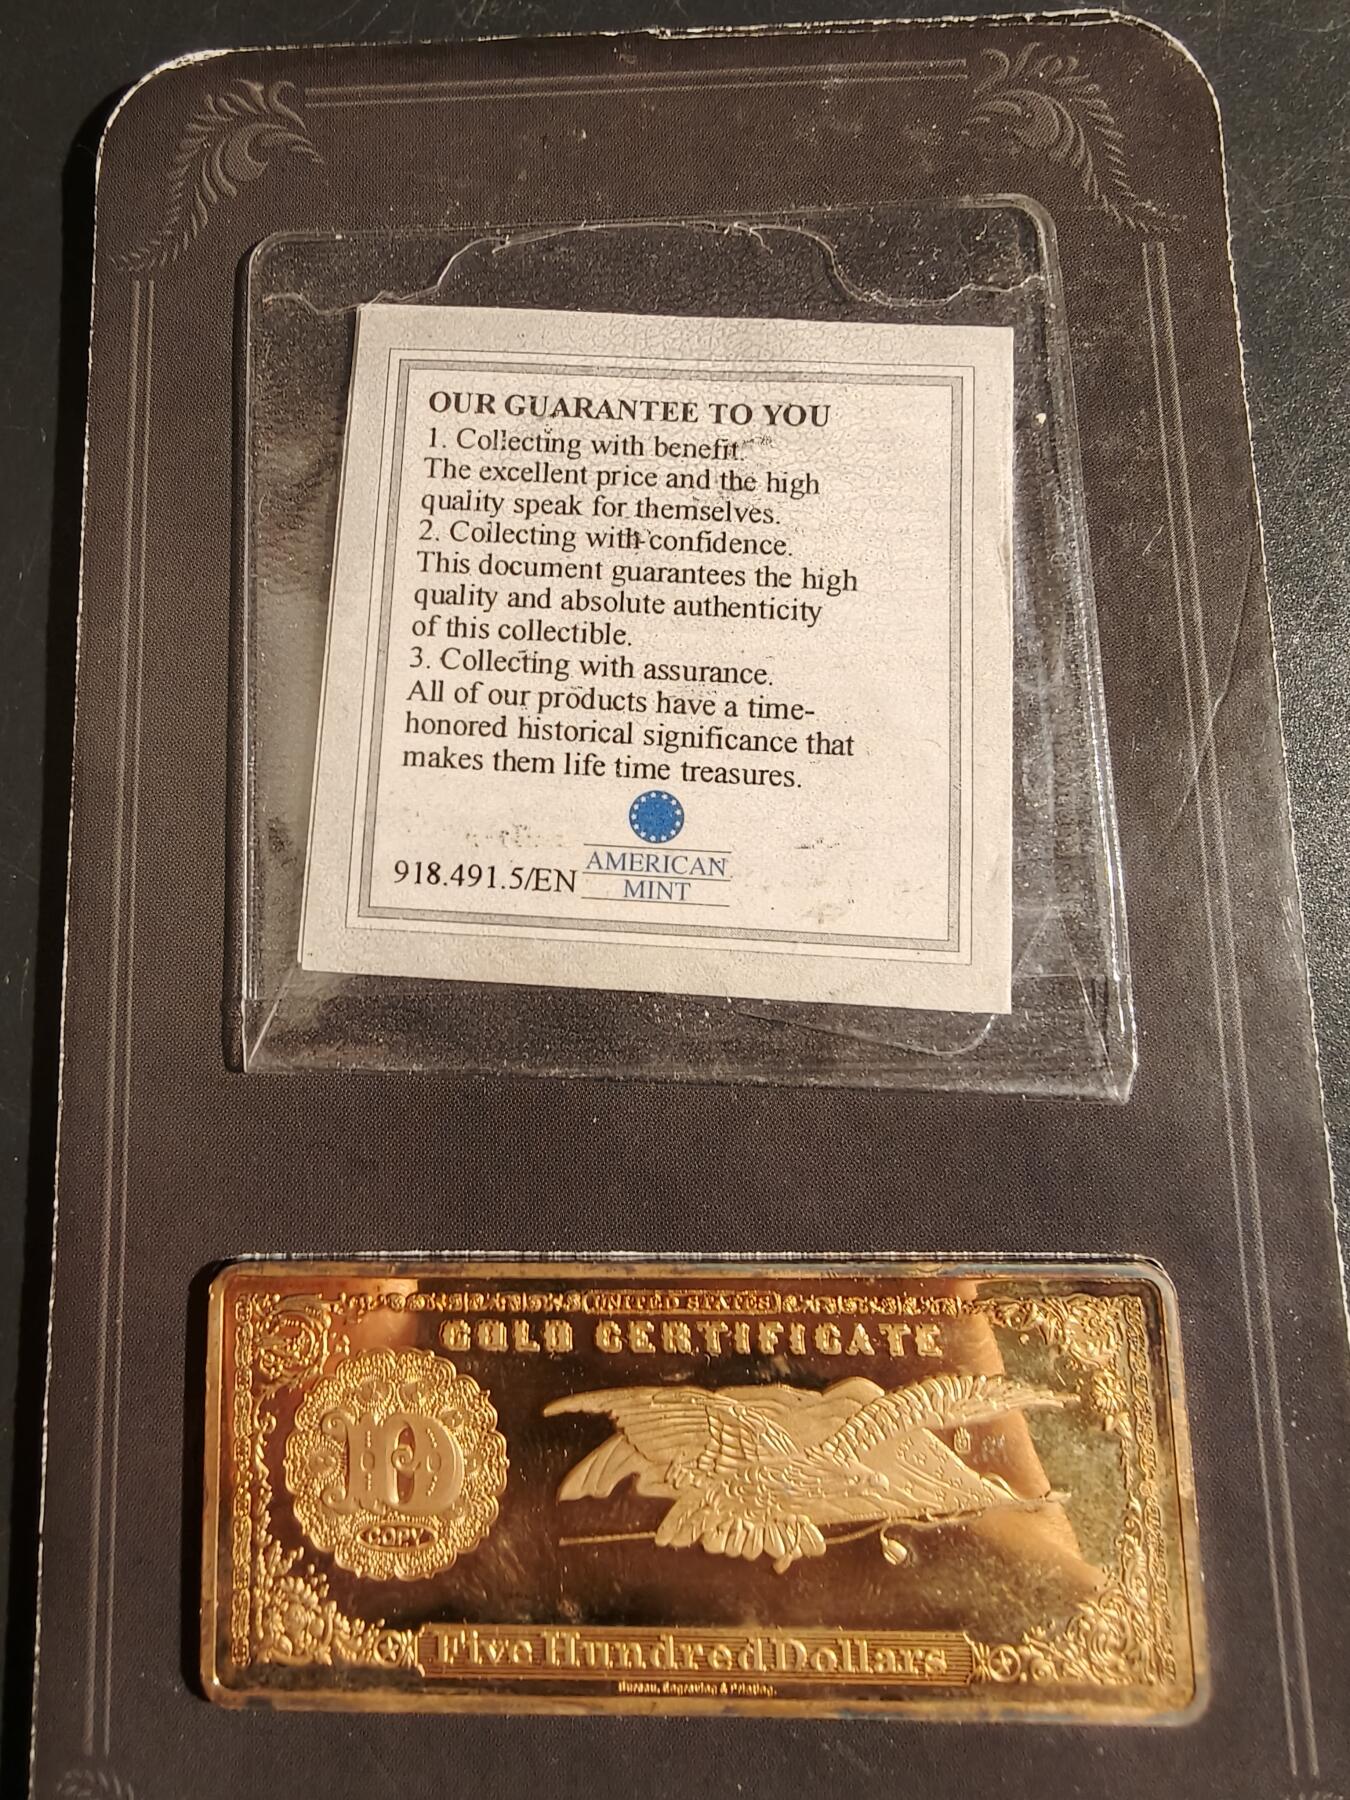 OUR GUARANTEE TO YOU
1. Collecting with benefit.
The excellent price and the high
quality speak for themselves.
2. Collecting with confidence.
This document guarantees the high
quality and absolute authenticity
of this collectible.
3. Collecting with assurance.
All of our products have a time-
honored historical significance that
makes them life time treasures.
918.491.5/EN
AMERICAN
MINT
UNITED STATES
GOLD CERTIFICATE
D
COPY
Five Hundred Dollars
Bureau, Engraving & Printing.